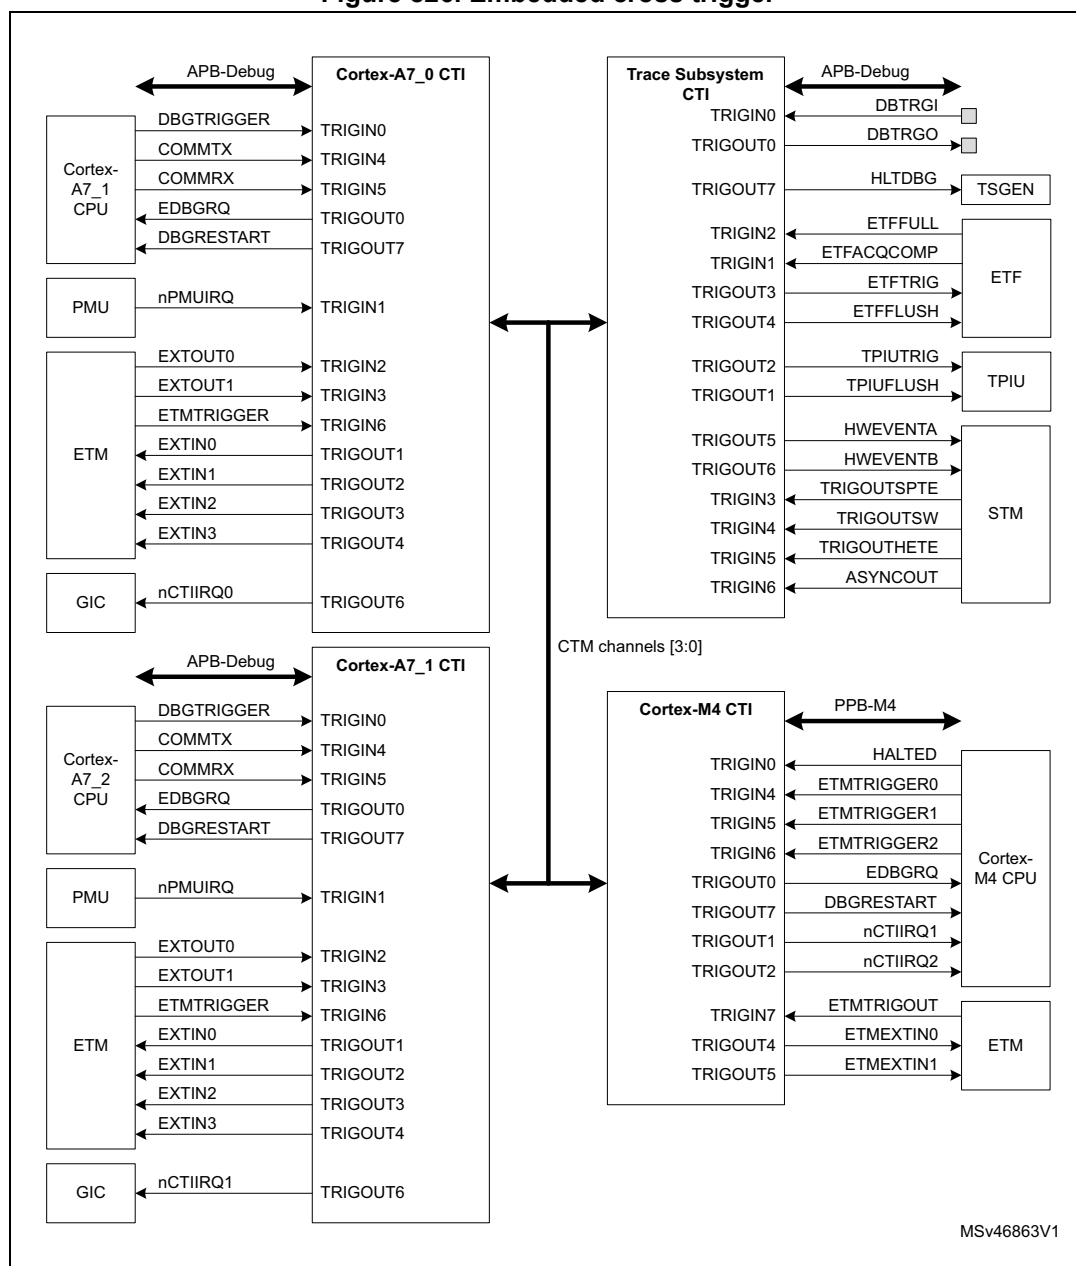 APB-Debug
Cortex-A7_0 CTI
Cortex-
A7_1
CPU
DBGTRIGGER
TRIGIN0
COMMTX
TRIGIN4
COMMRX
TRIGIN5
EDBGRQ
TRIGOUT0
DBGRESTART
TRIGOUT7
PMU
nPMUIRQ
TRIGIN1
ETM
EXTOUT0
TRIGIN2
EXTOUT1
TRIGIN3
ETMTRIGGER
TRIGIN6
EXTIN0
TRIGOUT1
EXTIN1
TRIGOUT2
EXTIN2
TRIGOUT3
EXTIN3
TRIGOUT4
GIC
nCTIIRQ0
TRIGOUT6
Trace Subsystem
CTI
APB-Debug
TRIGIN0
DBTRGI
TRIGOUT0
DBTRGO
TRIGOUT7
HLTDBG
TSGEN
TRIGIN2
ETFFULL
TRIGIN1
ETFACQCOMP
TRIGOUT3
ETFTRIG
TRIGOUT4
ETFFLUSH
ETF
TRIGOUT2
TPIUTRIG
TRIGOUT1
TPIUFLUSH
TPIU
TRIGOUT5
HWEVENTA
TRIGOUT6
HWEVENTB
TRIGIN3
TRIGOUTSPTE
TRIGIN4
TRIGOUTSW
TRIGIN5
TRIGOUTHETE
TRIGIN6
ASYNCOUT
STM
CTM channels [3:0]
APB-Debug
Cortex-A7_1 CTI
Cortex-
A7_2
CPU
DBGTRIGGER
TRIGIN0
COMMTX
TRIGIN4
COMMRX
TRIGIN5
EDBGRQ
TRIGOUT0
DBGRESTART
TRIGOUT7
PMU
nPMUIRQ
TRIGIN1
ETM
EXTOUT0
TRIGIN2
EXTOUT1
TRIGIN3
ETMTRIGGER
TRIGIN6
EXTIN0
TRIGOUT1
EXTIN1
TRIGOUT2
EXTIN2
TRIGOUT3
EXTIN3
TRIGOUT4
GIC
nCTIIRQ1
TRIGOUT6
Cortex-M4 CTI
PPB-M4
TRIGIN0
HALTED
TRIGIN4
ETMTRIGGER0
TRIGIN5
ETMTRIGGER1
TRIGIN6
ETMTRIGGER2
TRIGOUT0
EDBGRQ
TRIGOUT7
DBGRESTART
TRIGOUT1
nCTIIRQ1
TRIGOUT2
nCTIIRQ2
Cortex-
M4 CPU
TRIGIN7
ETMTRIGOUT
TRIGOUT4
ETMEXTIN0
TRIGOUT5
ETMEXTIN1
ETM
MSv46863V1